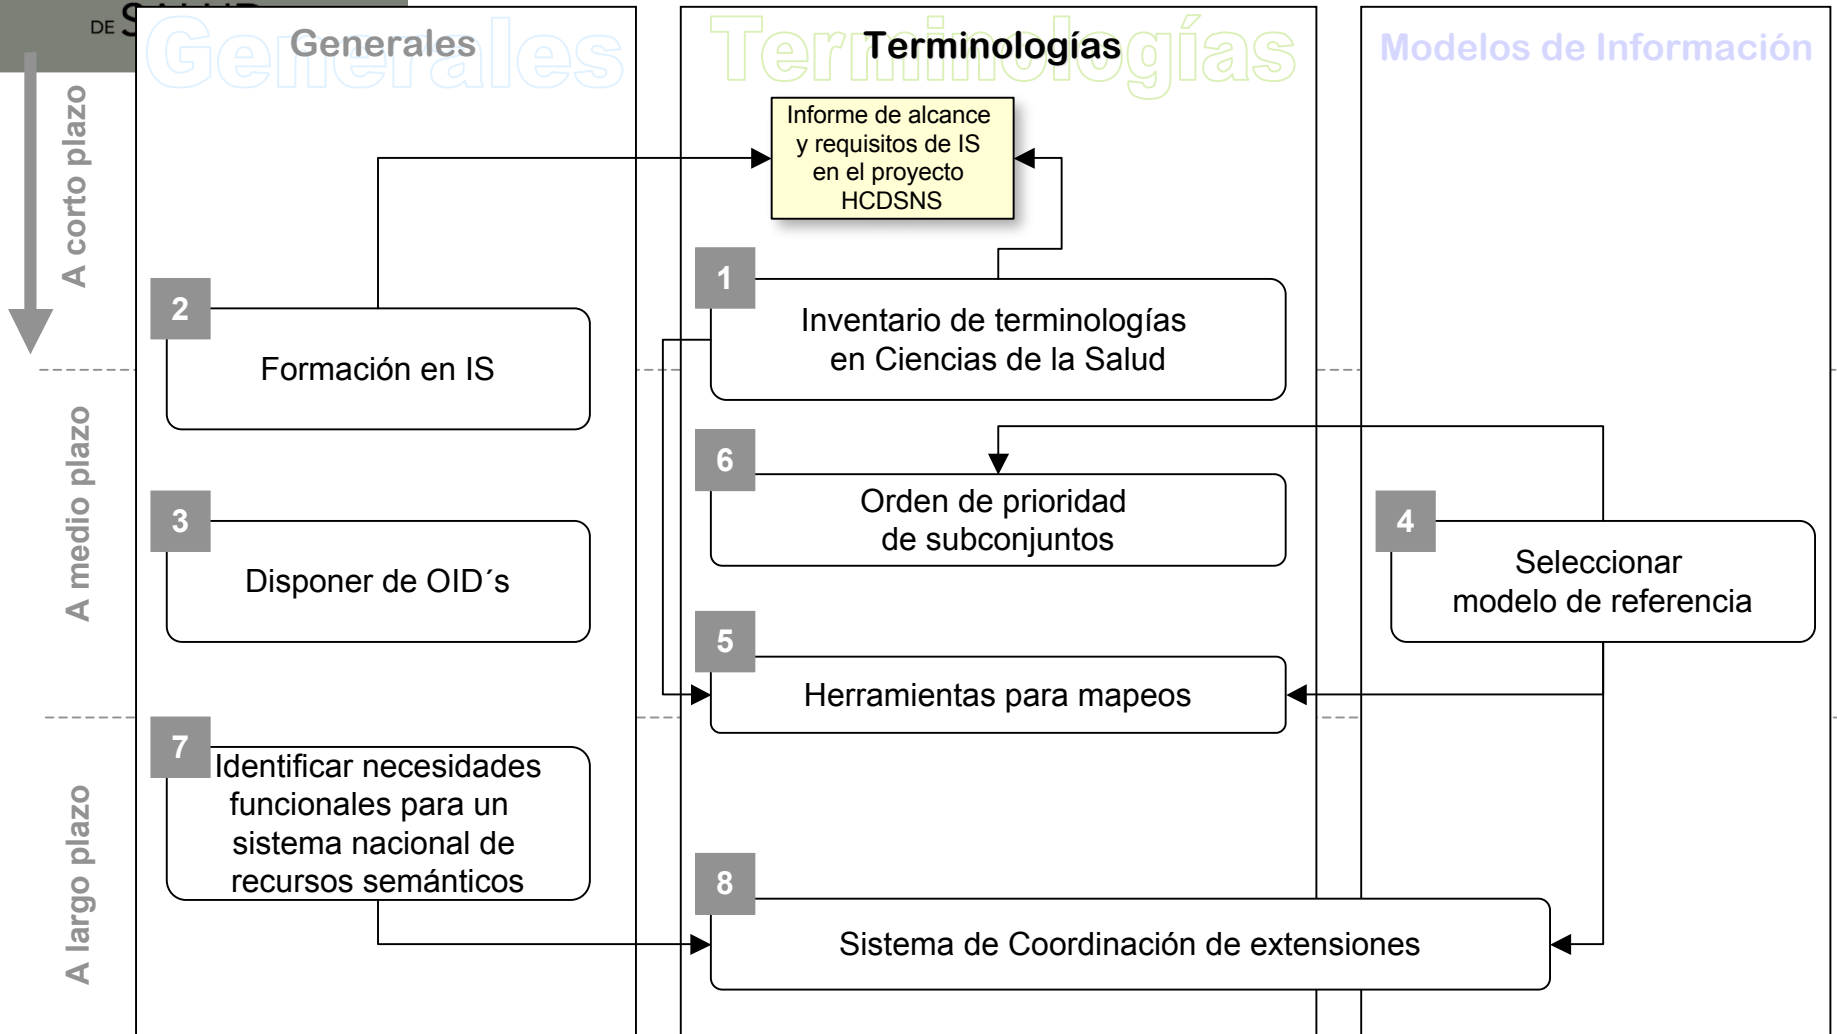 DE
Generales
Generales
Terminologías
Terminologías
Modelos de Información
A corto plazo
Informe de alcance
y requisitos de IS
en el proyecto
HCDSNS
1
Inventario de terminologías
en Ciencias de la Salud
2
Formación en IS
A medio plazo
6
Orden de prioridad
de subconjuntos
3
Disponer de OID´s
4
Seleccionar
modelo de referencia
5
Herramientas para mapeos
A largo plazo
7
Identificar necesidades
funcionales para un
sistema nacional de
recursos semánticos
8
Sistema de Coordinación de extensiones